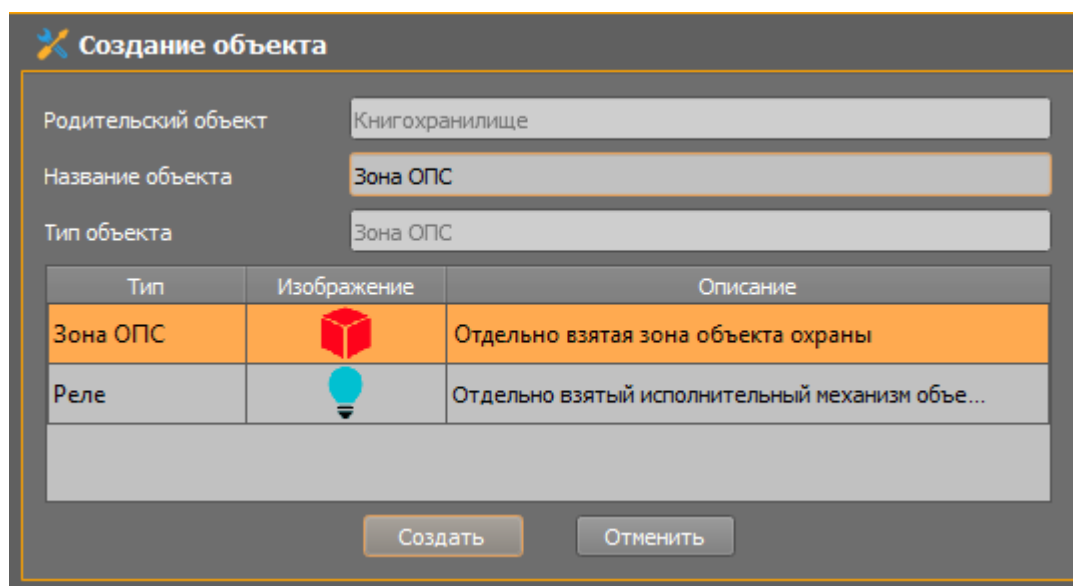 Создание объекта
Родительский объект Книгохранилище
Название объекта Зона ОПС
Тип объекта Зона ОПС
Тип Изображение Описание
Зона ОПС Отдельно взятая зона объекта охраны
Реле Отдельно взятый исполнительный механизм объе...
Создать Отменить